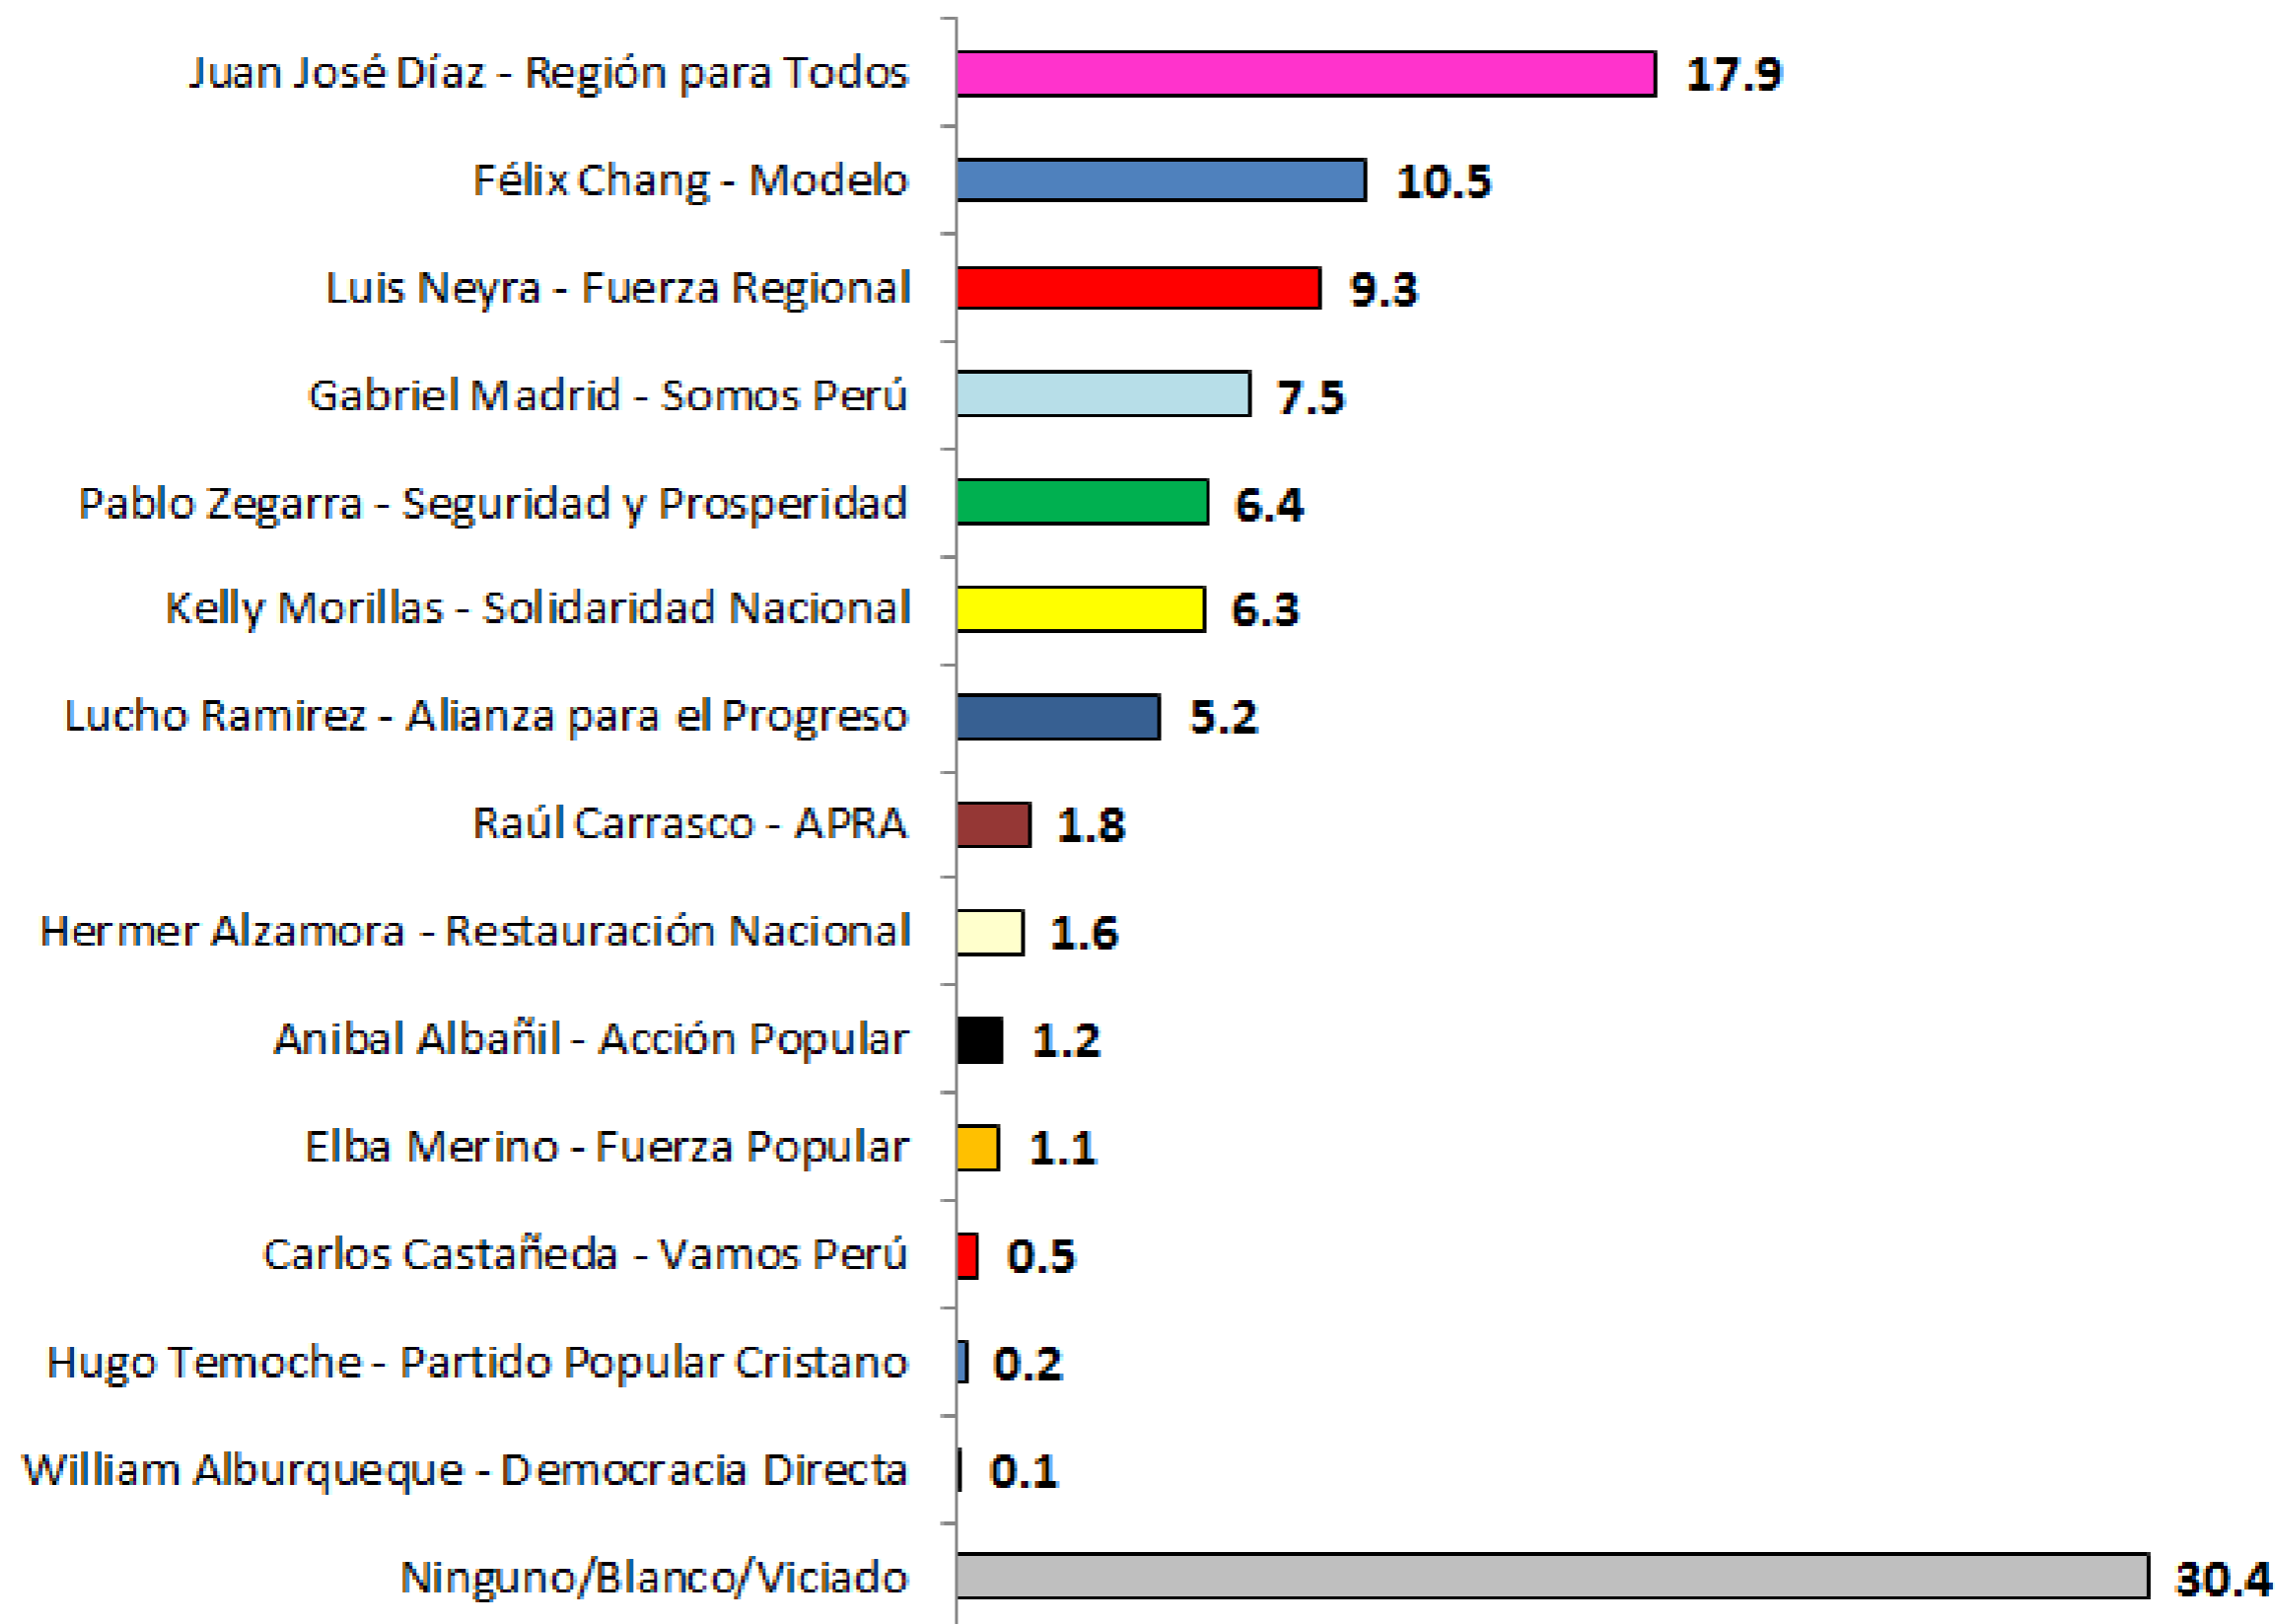 Juan José Díaz - Región para Todos 17.9
Félix Chang - Modelo 10.5
Luis Neyra - Fuerza Regional 9.3
Gabriel Madrid - Somos Perú 7.5
Pablo Zegarra - Seguridad y Prosperidad 6.4
Kelly Morillas - Solidaridad Nacional 6.3
Lucho Ramirez - Alianza para el Progreso 5.2
Raúl Carrasco - APRA 1.8
Hermer Alzamora - Restauración Nacional 1.6
Anibal Albañil - Acción Popular 1.2
Elba Merino - Fuerza Popular 1.1
Carlos Castañeda - Vamos Perú 0.5
Hugo Temoche - Partido Popular Cristano 0.2
William Alburqueque - Democracia Directa 0.1
Ninguno/Blanco/Viciado 30.4